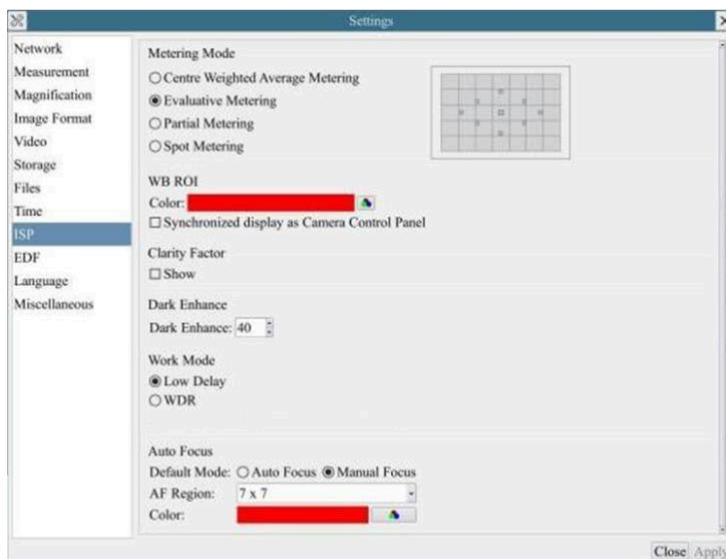 Settings
Network
Measurement
Magnification
Image Format
Video
Storage
Files
Time
ISP
EDF
Language
Miscellaneous
Metering Mode
Centre Weighted Average Metering
Evaluative Metering
Partial Metering
Spot Metering
WB ROI
Color:
Synchronized display as Camera Control Panel
Clarity Factor
Show
Dark Enhance
Dark Enhance: 40
Work Mode
Low Delay
WDR
Auto Focus
Default Mode: Auto Focus Manual Focus
AF Region: 7 x 7
Color:
Close Apply